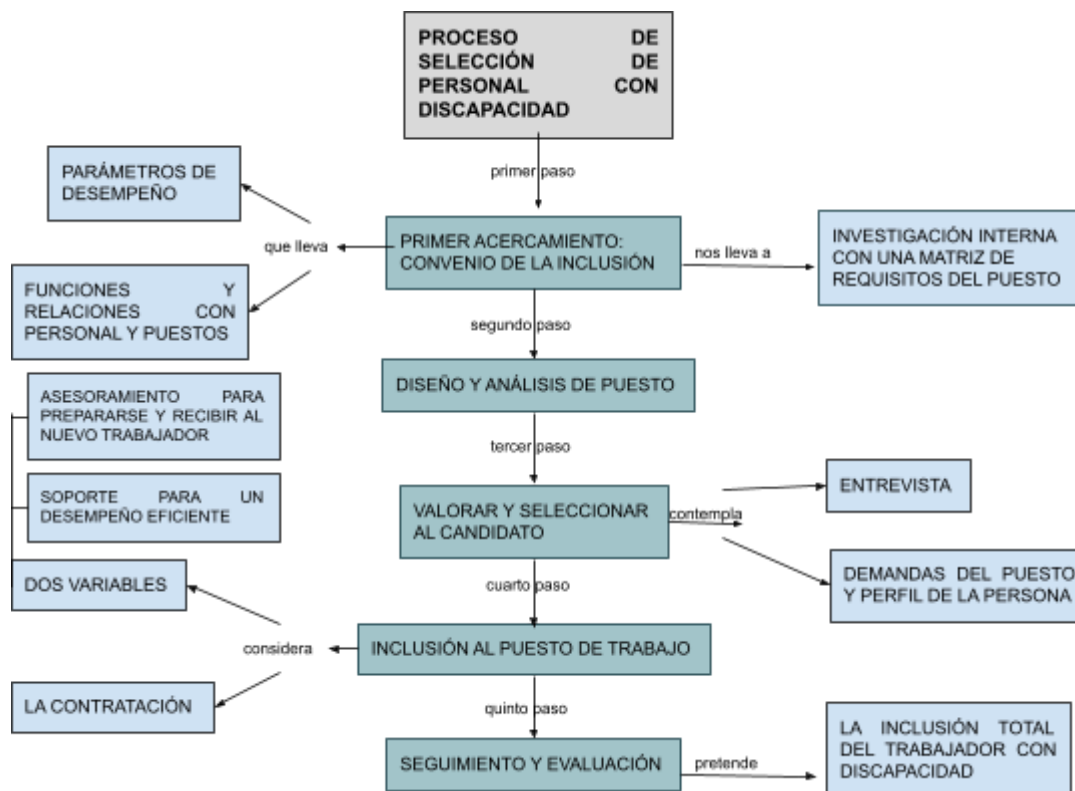 PROCESO DE
SELECCIÓN DE
PERSONAL CON
DISCAPACIDAD
primer paso
PARÁMETROS DE
DESEMPEÑO
que lleva
PRIMER ACERCAMIENTO:
CONVENIO DE LA INCLUSIÓN
nos lleva a
INVESTIGACIÓN INTERNA
CON UNA MATRIZ DE
REQUISITOS DEL PUESTO
FUNCIONES Y
RELACIONES CON
PERSONAL Y PUESTOS
segundo paso
DISEÑO Y ANÁLISIS DE PUESTO
ASESORAMIENTO PARA
PREPARARSE Y RECIBIR AL
NUEVO TRABAJADOR
tercer paso
SOPORTE PARA UN
DESEMPEÑO EFICIENTE
VALORAR Y SELECCIONAR
AL CANDIDATO
contempla
ENTREVISTA
DEMANDAS DEL PUESTO
Y PERFIL DE LA PERSONA
DOS VARIABLES
cuarto paso
considera
INCLUSIÓN AL PUESTO DE TRABAJO
LA CONTRATACIÓN
quinto paso
SEGUIMIENTO Y EVALUACIÓN
pretende
LA INCLUSIÓN TOTAL
DEL TRABAJADOR CON
DISCAPACIDAD